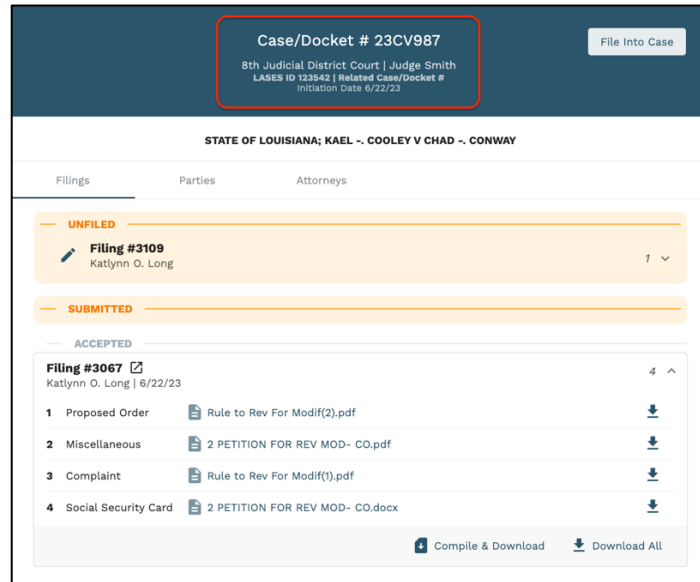 Case/Docket # 23CV987
File Into Case
8th Judicial District Court | Judge Smith
LASES ID 123542 | Related Case/Docket #
Initiation Date 6/22/23
STATE OF LOUISIANA; KAEL -. COOLEY V CHAD -. CONWAY
Filings Parties Attorneys
UNFILED
Filing #3109
Katlynn O. Long
1
SUBMITTED
ACCEPTED
Filing #3067
4
Katlynn O. Long | 6/22/23
1 Proposed Order Rule to Rev For Modif(2).pdf
2 Miscellaneous 2 PETITION FOR REV MOD- CO.pdf
3 Complaint Rule to Rev For Modif(1).pdf
4 Social Security Card 2 PETITION FOR REV MOD- CO.docx
Compile & Download Download All